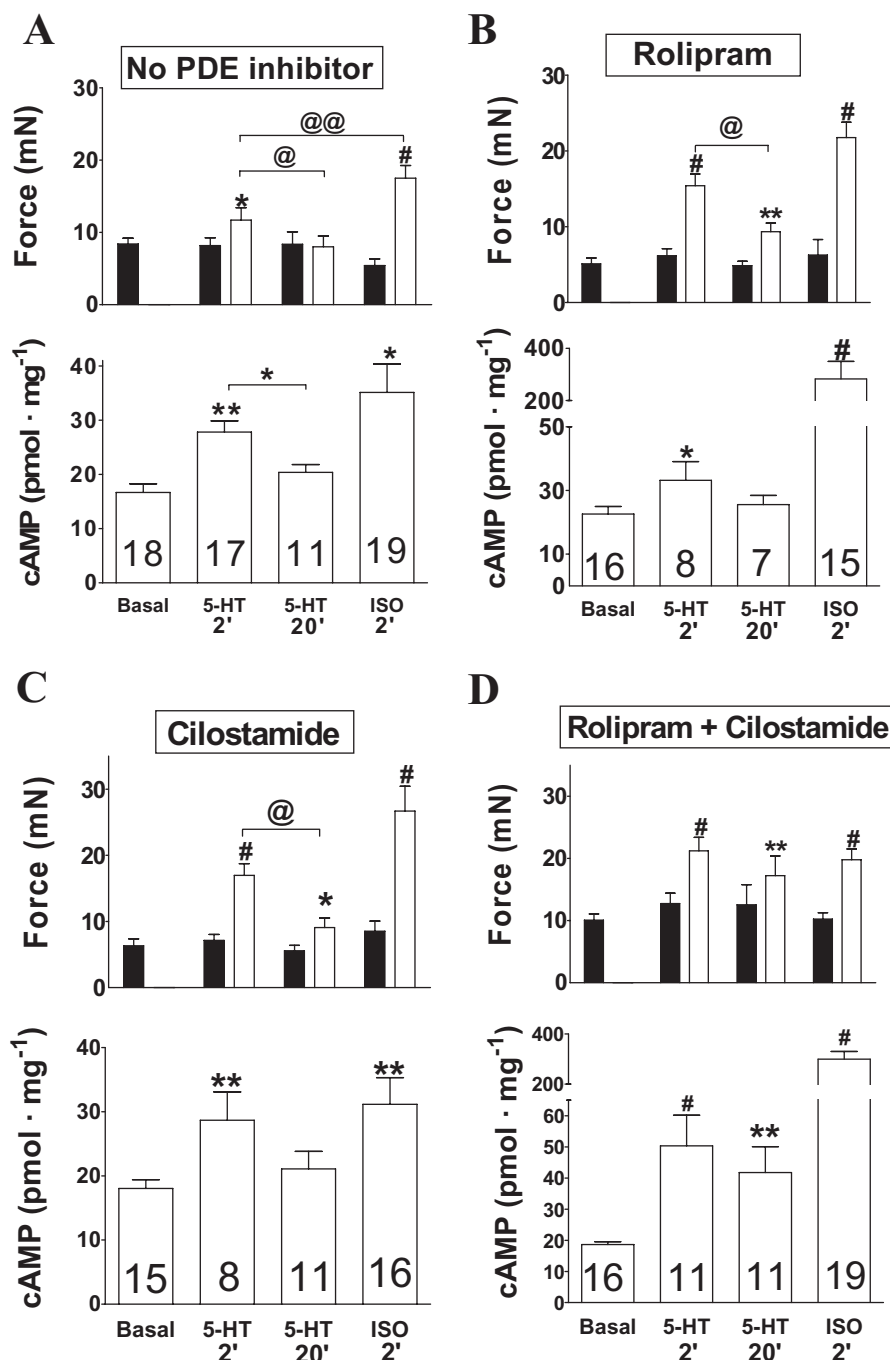 A
No PDE inhibitor
Force (mN)
30
20
10
0
*
@
@@
#
cAMP (pmol · mg-1)
40
30
20
10
0
**
*
*
18
17
11
19
Basal
5-HT
2'
5-HT
20'
ISO
2'
B
Rolipram
Force (mN)
30
20
10
0
#
@
**
#
cAMP (pmol · mg-1)
400
200
60
30
20
0
*
#
16
8
7
15
Basal
5-HT
2'
5-HT
20'
ISO
2'
C
Cilostamide
Force (mN)
30
20
10
0
#
@
*
#
cAMP (pmol · mg-1)
40
30
20
10
0
**
**
15
8
11
16
Basal
5-HT
2'
5-HT
20'
ISO
2'
D
Rolipram + Cilostamide
Force (mN)
30
20
10
0
#
**
#
cAMP (pmol · mg-1)
400
200
60
50
40
30
20
10
0
#
**
#
16
11
11
19
Basal
5-HT
2'
5-HT
20'
ISO
2'